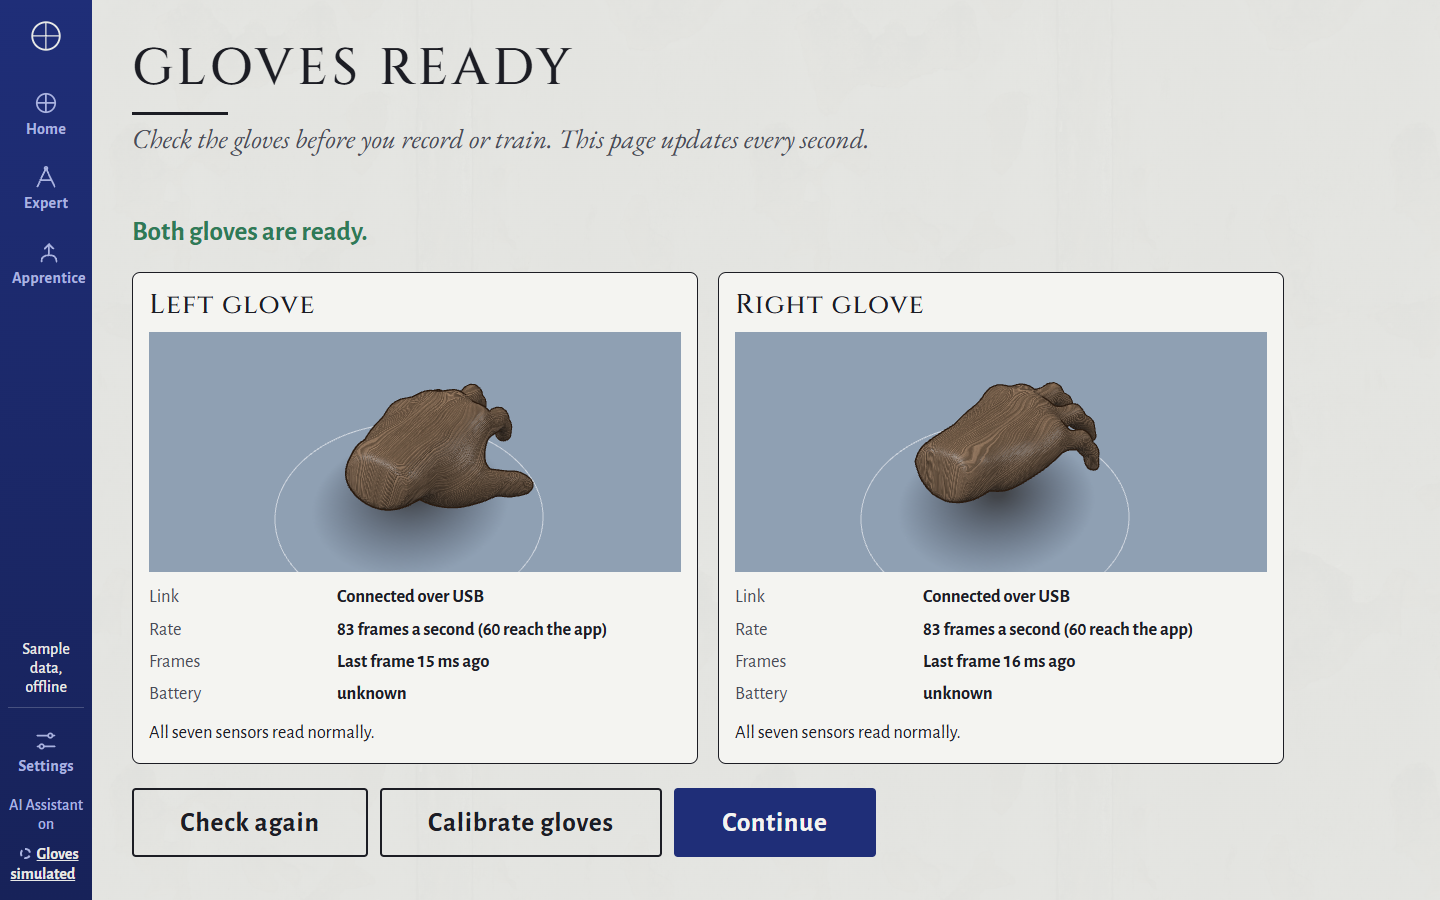 Home
Expert
Apprentice
Sample
data,
offline
Settings
AI Assistant
on
Gloves
simulated
GLOVES READY
Check the gloves before you record or train. This page updates every second.
Both gloves are ready.
LEFT GLOVE
Link Connected over USB
Rate 83 frames a second (60 reach the app)
Frames Last frame 15 ms ago
Battery unknown
All seven sensors read normally.
RIGHT GLOVE
Link Connected over USB
Rate 83 frames a second (60 reach the app)
Frames Last frame 16 ms ago
Battery unknown
All seven sensors read normally.
Check again
Calibrate gloves
Continue